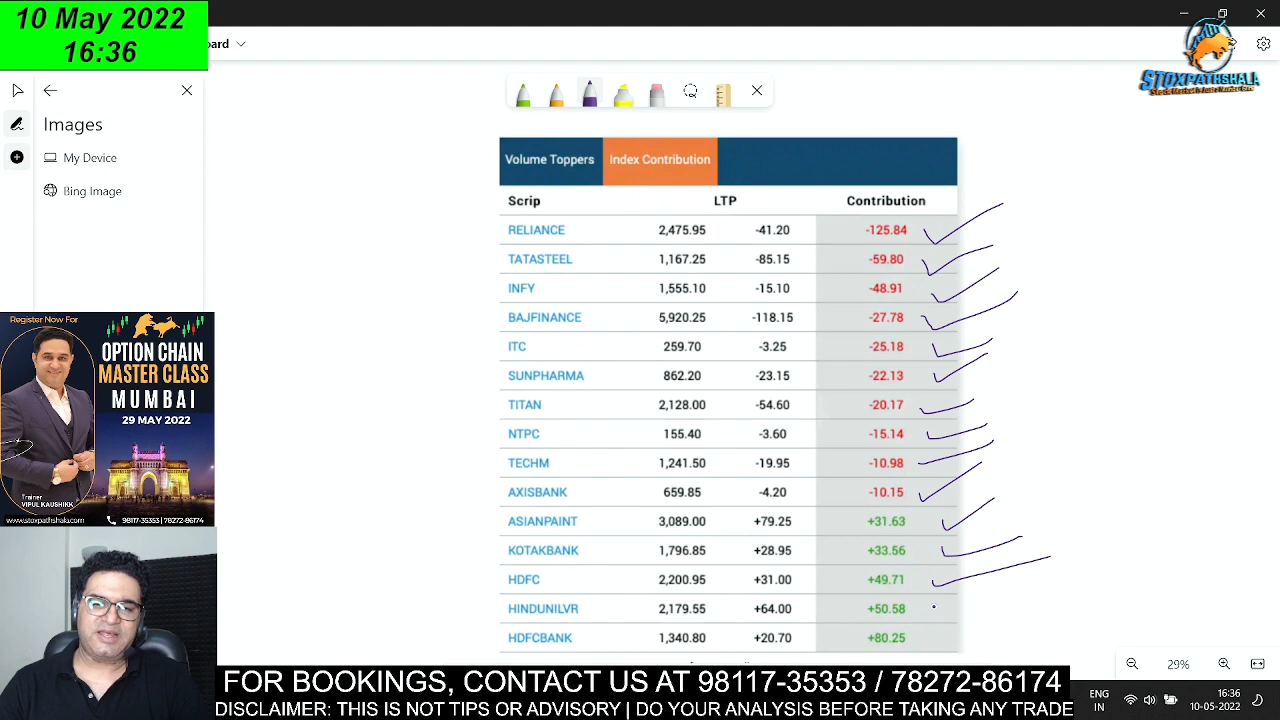 10 May 2022
16:36
ard
STOXPATHSHALA
Images
My Device
Bing Image
Volume Toppers Index Contribution
Scrip LTP Contribution
RELIANCE 2,475.95 -41.20 -125.84
TATASTEEL 1,167.25 -85.15 -59.80
INFY 1,555.10 -15.10 -48.91
BAJFINANCE 5,920.25 -118.15 -27.78
ITC 259.70 -3.25 -25.18
SUNPHARMA 862.20 -23.15 -22.13
TITAN 2,128.00 -54.60 -20.17
NTPC 155.40 -3.60 -15.14
TECHM 1,241.50 -19.95 -10.98
AXISBANK 659.85 -4.20 -10.15
ASIANPAINT 3,089.00 +79.25 +31.63
KOTAKBANK 1,796.85 +28.95 +33.56
HDFC 2,200.95 +31.00 +49.71
HINDUNILVR 2,179.55 +64.00 +50.58
HDFCBANK 1,340.80 +20.70 +80.25
Register Now For
OPTION CHAIN
MASTER CLASS
MUMBAI
29 MAY 2022
Trainer
VIPUL KAUSHIKK
www.stoxpathshala.com 98117-35353 | 78272-86174
29%
FOR BOOKINGS, CONTACT US AT 98117-35353 / 78272-86174
DISCLAIMER: THIS IS NOT TIPS OR ADVISORY | DO YOUR ANALYSIS BEFORE TAKING ANY TRADE
ENG
IN
16:36
10-05-2022